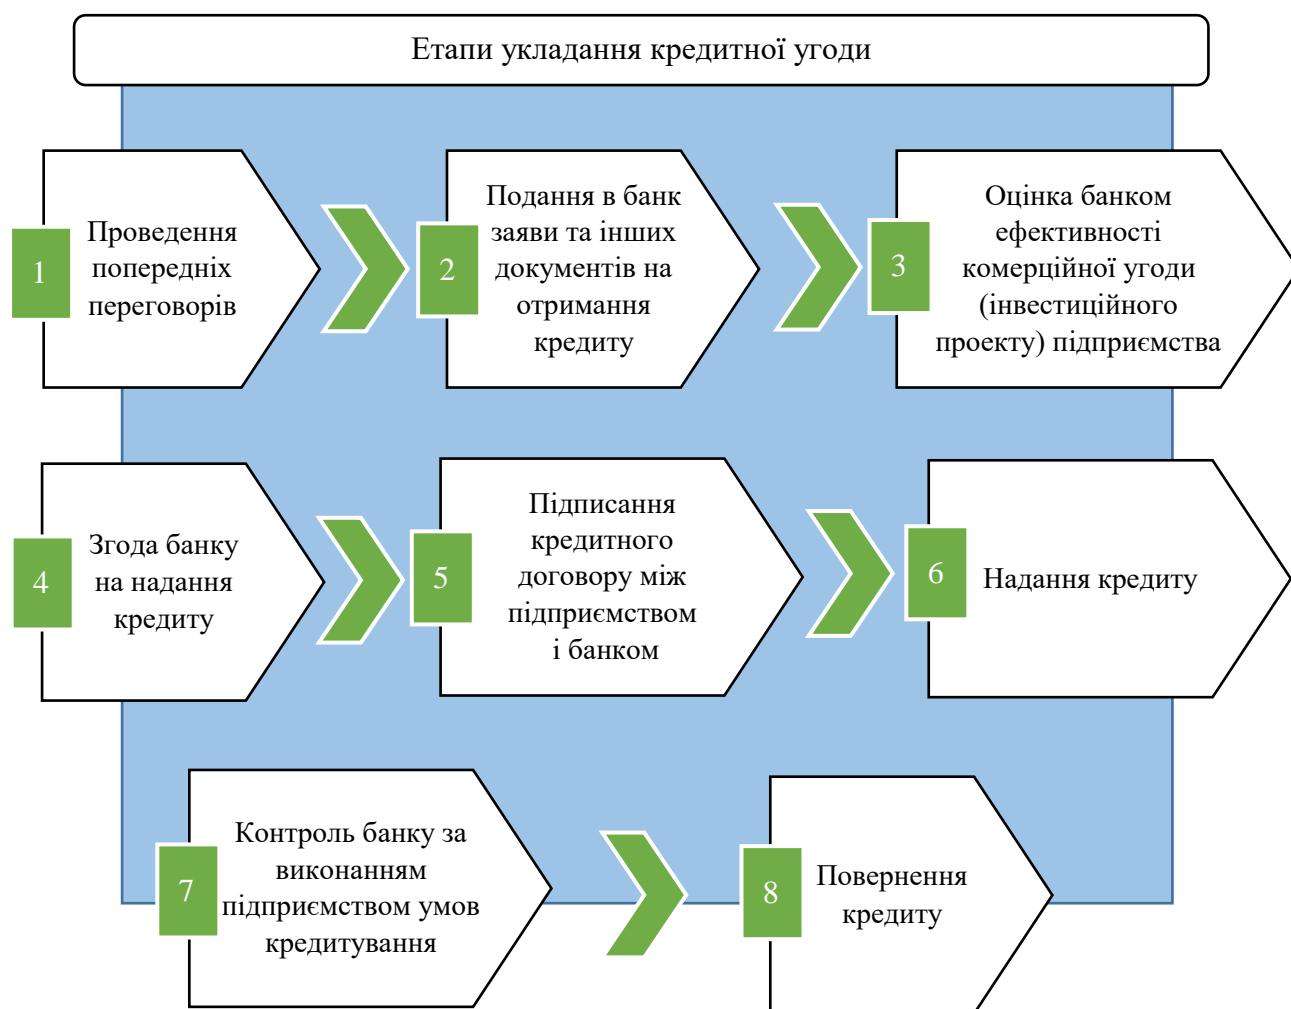 Етапи укладання кредитної угоди
1
Проведення
попередніх
переговорів
2
Подання в банк
заяви та інших
документів на
отримання
кредиту
3
Оцінка банком
ефективності
комерційної угоди
(інвестиційного
проекту) підприємства
4
Згода банку
на надання
кредиту
5
Підписання
кредитного
договору між
підприємством
і банком
6
Надання кредиту
7
Контроль банку за
виконанням
підприємством умов
кредитування
8
Повернення
кредиту